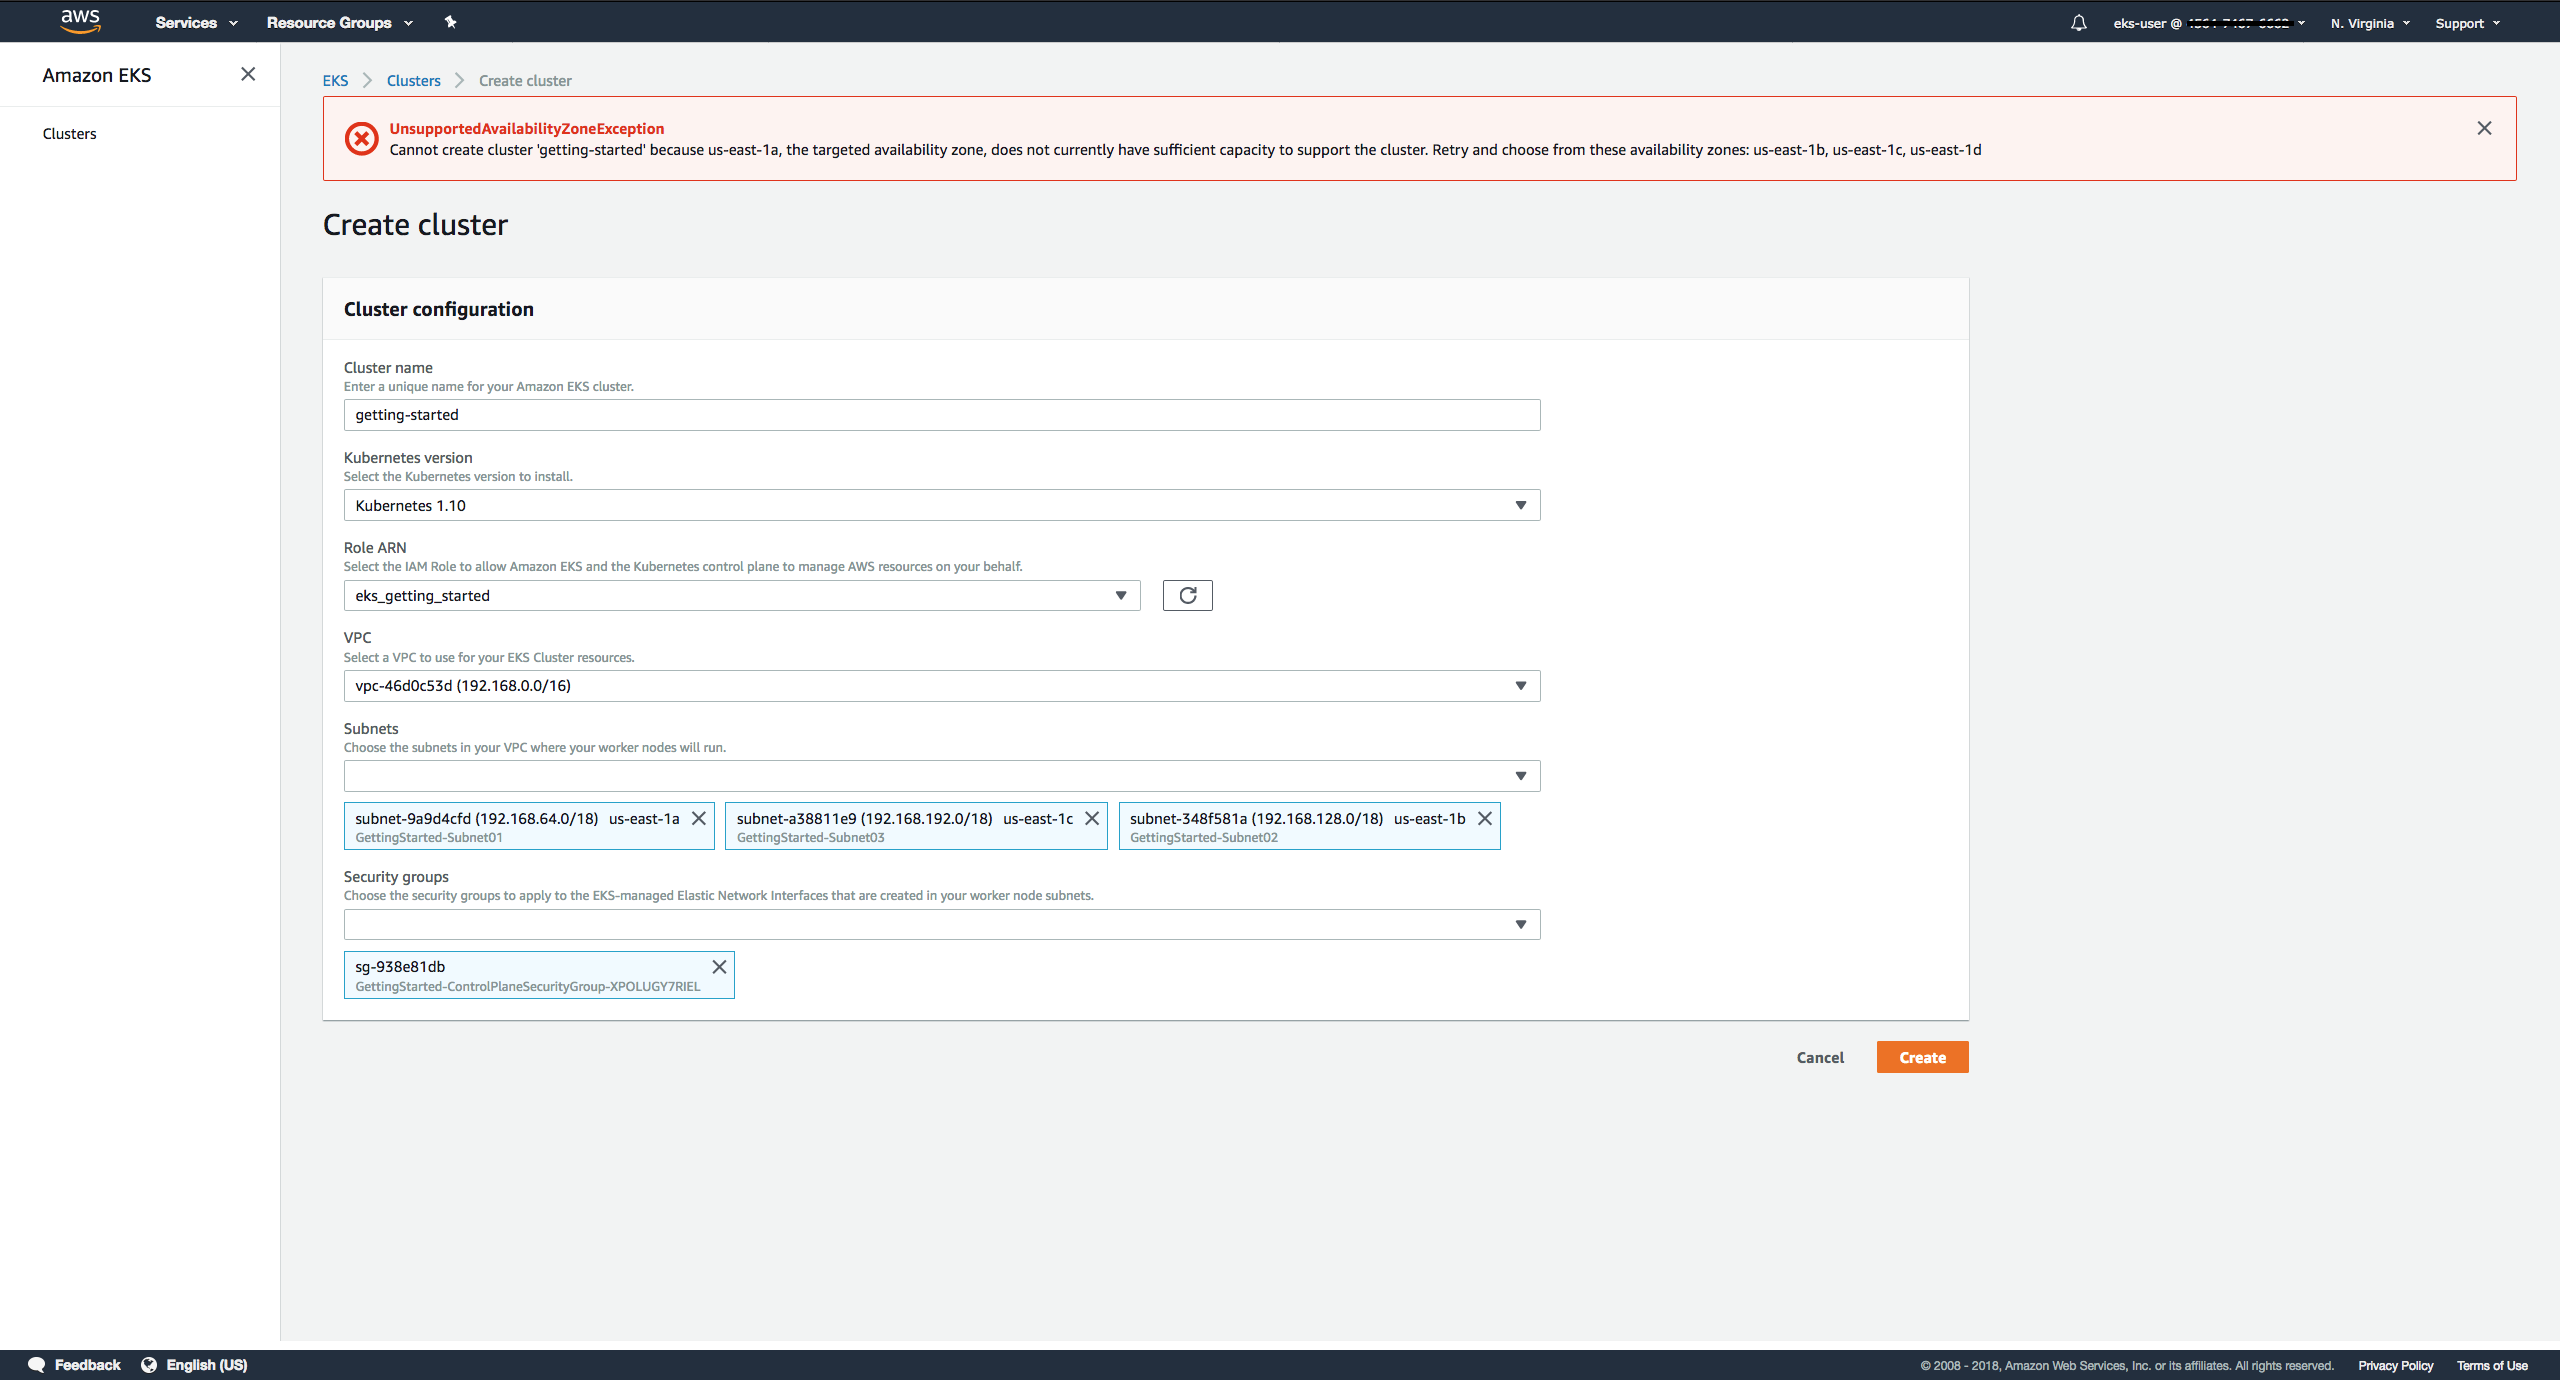 aws
Services
Resource Groups
eks-user @
N. Virginia
Support
Amazon EKS
Clusters
EKS
Clusters
Create cluster
UnsupportedAvailabilityZoneException
Cannot create cluster 'getting-started' because us-east-1a, the targeted availability zone, does not currently have sufficient capacity to support the cluster. Retry and choose from these availability zones: us-east-1b, us-east-1c, us-east-1d
Create cluster
Cluster configuration
Cluster name
Enter a unique name for your Amazon EKS cluster.
getting-started
Kubernetes version
Select the Kubernetes version to install.
Kubernetes 1.10
Role ARN
Select the IAM Role to allow Amazon EKS and the Kubernetes control plane to manage AWS resources on your behalf.
eks_getting_started
VPC
Select a VPC to use for your EKS Cluster resources.
vpc-46d0c53d (192.168.0.0/16)
Subnets
Choose the subnets in your VPC where your worker nodes will run.
subnet-9a9d4cfd (192.168.64.0/18) us-east-1a
GettingStarted-Subnet01
subnet-a38811e9 (192.168.192.0/18) us-east-1c
GettingStarted-Subnet03
subnet-348f581a (192.168.128.0/18) us-east-1b
GettingStarted-Subnet02
Security groups
Choose the security groups to apply to the EKS-managed Elastic Network Interfaces that are created in your worker node subnets.
sg-938e81db
GettingStarted-ControlPlaneSecurityGroup-XPOLUGY7RIEL
Cancel
Create
Feedback
English (US)
© 2008 - 2018, Amazon Web Services, Inc. or its affiliates. All rights reserved.
Privacy Policy
Terms of Use